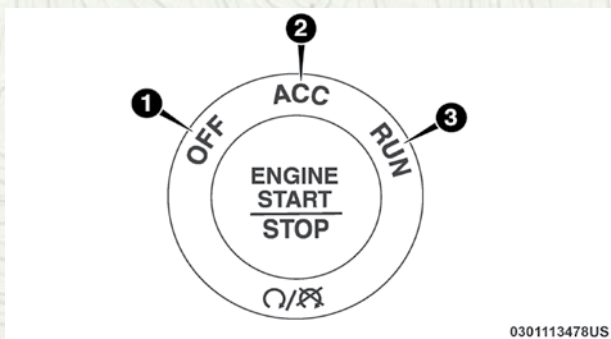 1
2
3
OFF
ACC
RUN
ENGINE
START
STOP
0301113478US